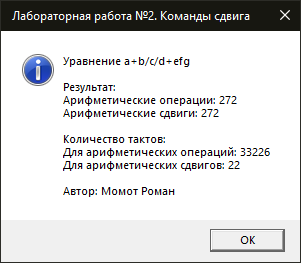 Лабораторная работа №2. Команды сдвига
Уравнение a+b/c/d+efg
Результат:
Арифметические операции: 272
Арифметические сдвиги: 272
Количество тактов:
Для арифметических операций: 33226
Для арифметических сдвигов: 22
Автор: Момот Роман
OK